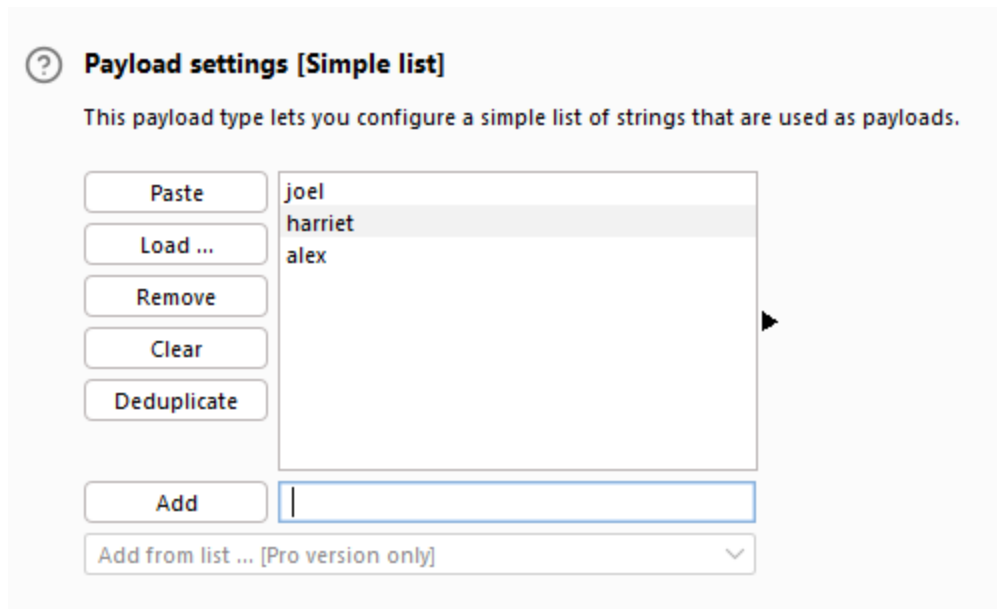 Payload settings [Simple list]
This payload type lets you configure a simple list of strings that are used as payloads.
Paste
Load ...
Remove
Clear
Deduplicate
joel
harriet
alex
Add
Add from list ... [Pro version only]